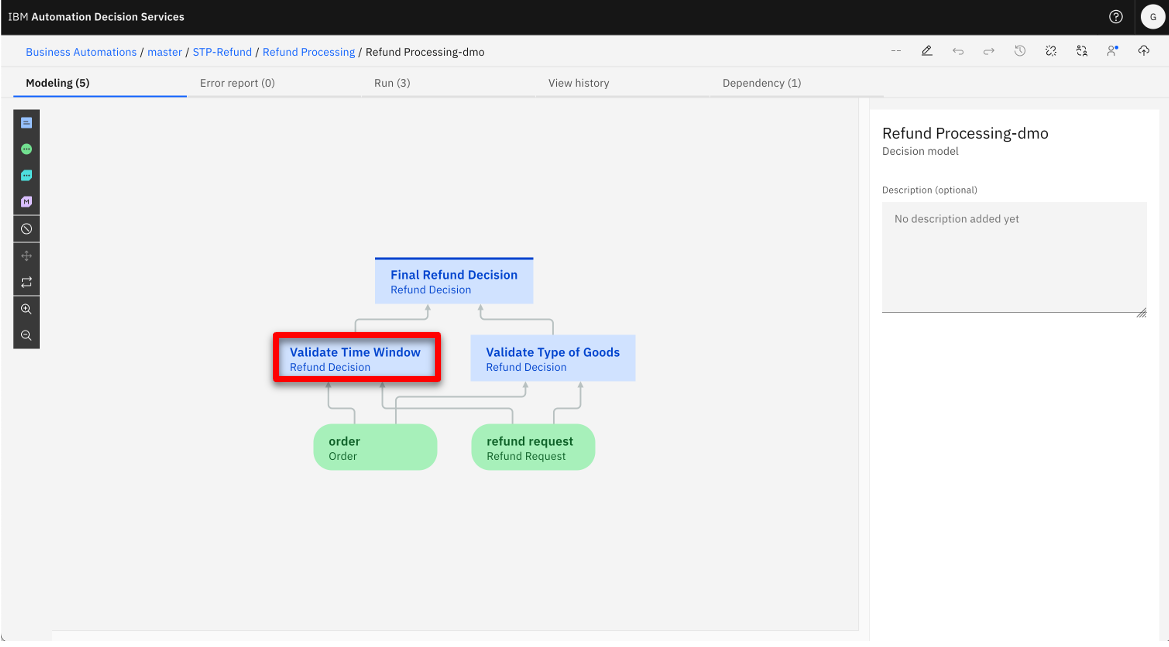 IBM Automation Decision Services
G
Business Automations / master / STP-Refund / Refund Processing / Refund Processing-dmo
--
Modeling (5)
Error report (0)
Run (3)
View history
Dependency (1)
M
Refund Processing-dmo
Decision model
Description (optional)
No description added yet
Final Refund Decision
Refund Decision
Validate Time Window
Refund Decision
Validate Type of Goods
Refund Decision
order
Order
refund request
Refund Request